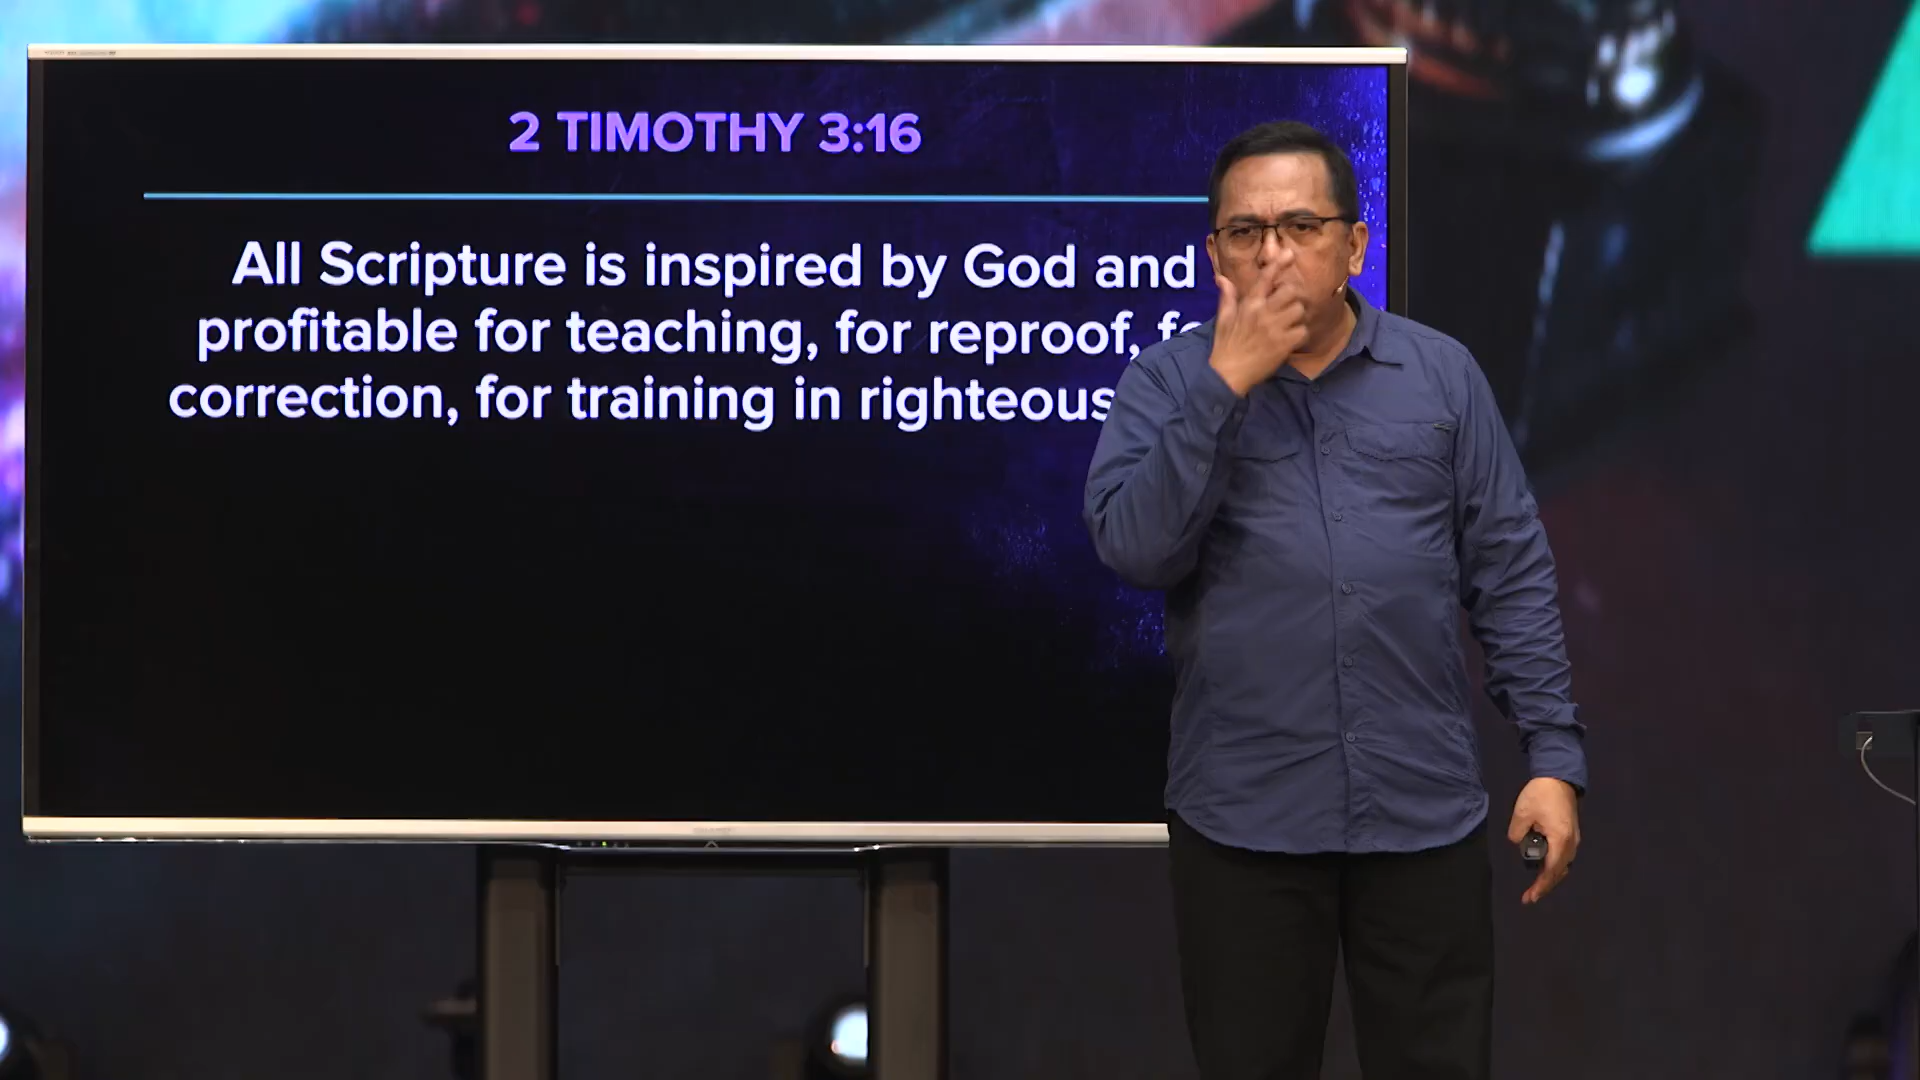 2 TIMOTHY 3:16
All Scripture is inspired by God and
profitable for teaching, for reproof,
correction, for training in